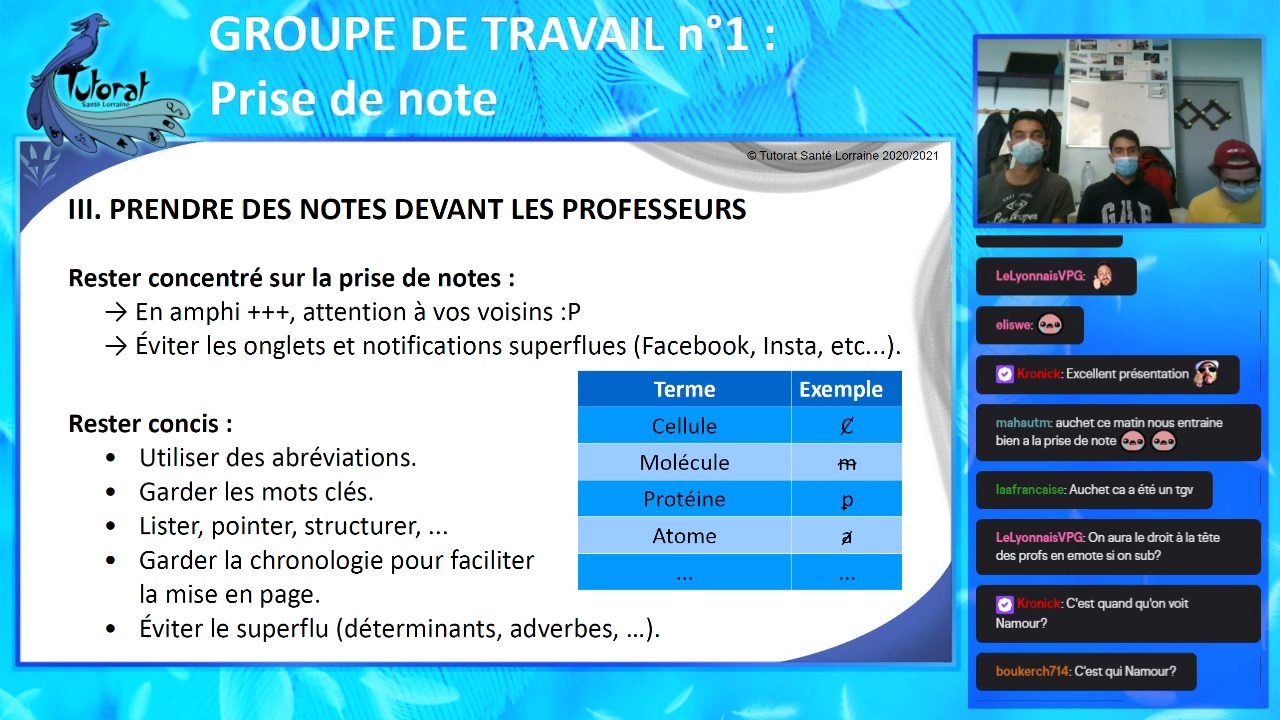 GROUPE DE TRAVAIL n°1 :
Prise de note
Tutorat
Santé Lorraine
© Tutorat Santé Lorraine 2020/2021
III. PRENDRE DES NOTES DEVANT LES PROFESSEURS
Rester concentré sur la prise de notes :
→ En amphi +++, attention à vos voisins :P
→ Éviter les onglets et notifications superflues (Facebook, Insta, etc...).
Rester concis :
• Utiliser des abréviations.
• Garder les mots clés.
• Lister, pointer, structurer, ...
• Garder la chronologie pour faciliter
la mise en page.
• Éviter le superflu (déterminants, adverbes, ...).
Terme Exemple
Cellule C̸
Molécule m̶
Protéine p̩
Atome a̸
... ...
GAP
LeLyonnaisVPG:
eliswe:
Kronick: Excellent présentation
mahautm: auchet ce matin nous entraine
bien a la prise de note
laafrancaise: Auchet ca a été un tgv
LeLyonnaisVPG: On aura le droit à la tête
des profs en emote si on sub?
Kronick: C'est quand qu'on voit
Namour?
boukerch714: C'est qui Namour?